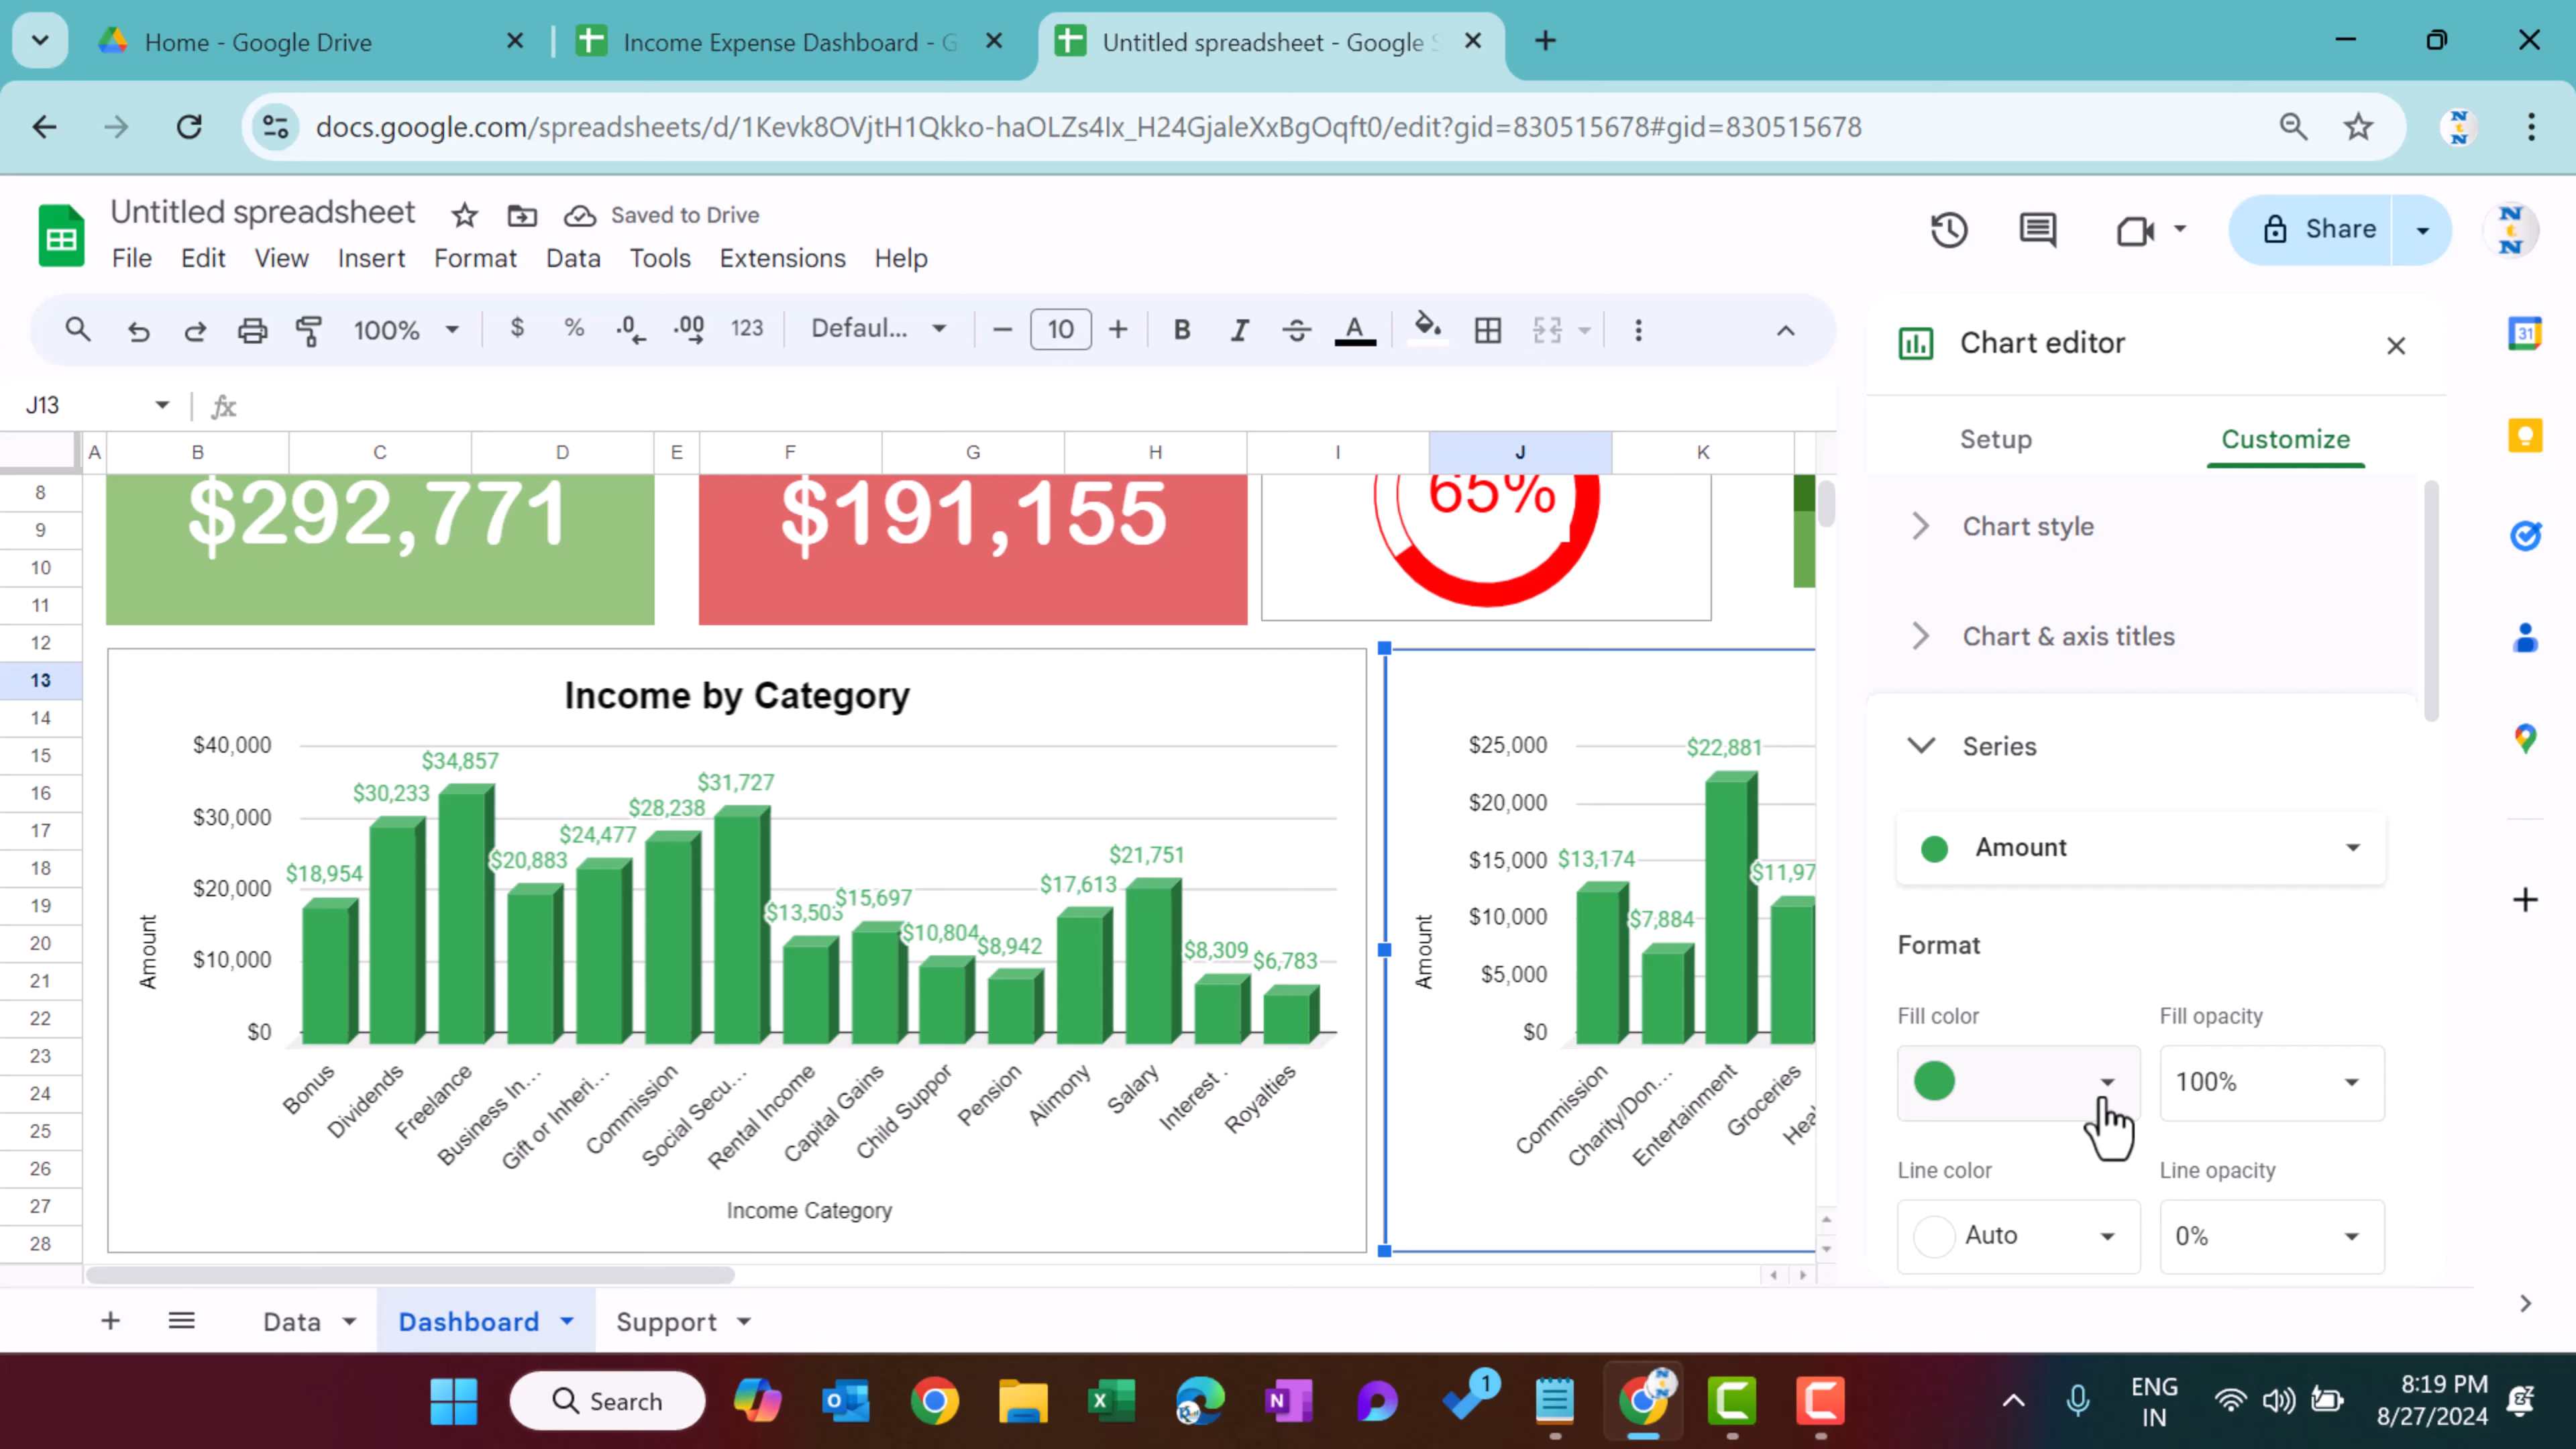 Home - Google Drive
Income Expense Dashboard - G
Untitled spreadsheet - Google S
docs.google.com/spreadsheets/d/1Kevk8OVjtH1Qkko-haOLZs4Ix_H24GjaleXxBgOqft0/edit?gid=830515678#gid=830515678
Untitled spreadsheet
Saved to Drive
Share
File Edit View Insert Format Data Tools Extensions Help
100% $ % .0 .00 123 Defaul... 10 B I A
J13
fx
A B C D E F G H I J K
8
9
10
11
12
13
14
15
16
17
18
19
20
21
22
23
24
25
26
27
28
$292,771
$191,155
65%
Income by Category
$40,000
$30,000
$20,000
$10,000
$0
Amount
$18,954
$30,233
$34,857
$20,883
$24,477
$28,238
$31,727
$13,503
$15,697
$10,804
$8,942
$17,613
$21,751
$8,309
$6,783
Bonus
Dividends
Freelance
Business In...
Gift or Inheri...
Commission
Social Secu...
Rental Income
Capital Gains
Child Suppor
Pension
Alimony
Salary
Interest .
Royalties
Income Category
$25,000
$20,000
$15,000
$10,000
$5,000
$0
Amount
$13,174
$7,884
$22,881
$11,97
Commission
Charity/Don...
Entertainment
Groceries
Hea
Chart editor
Setup
Customize
Chart style
Chart & axis titles
Series
Amount
Format
Fill color
Fill opacity
100%
Line color
Line opacity
Auto
0%
31
Data
Dashboard
Support
Search
1
ENG
IN
8:19 PM
8/27/2024